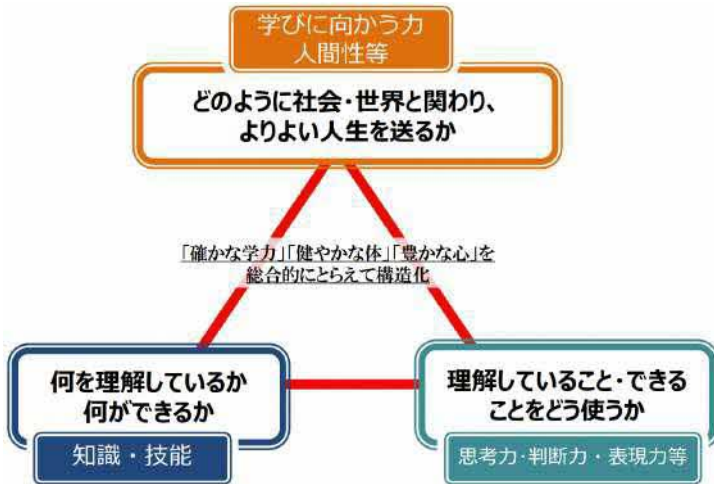 学びに向かう力
人間性等
どのように社会・世界と関わり、
よりよい人生を送るか
「確かな学力」「健やかな体」「豊かな心」を
総合的にとらえて構造化
何を理解しているか
何ができるか
知識・技能
理解していること・できる
ことをどう使うか
思考力・判断力・表現力等